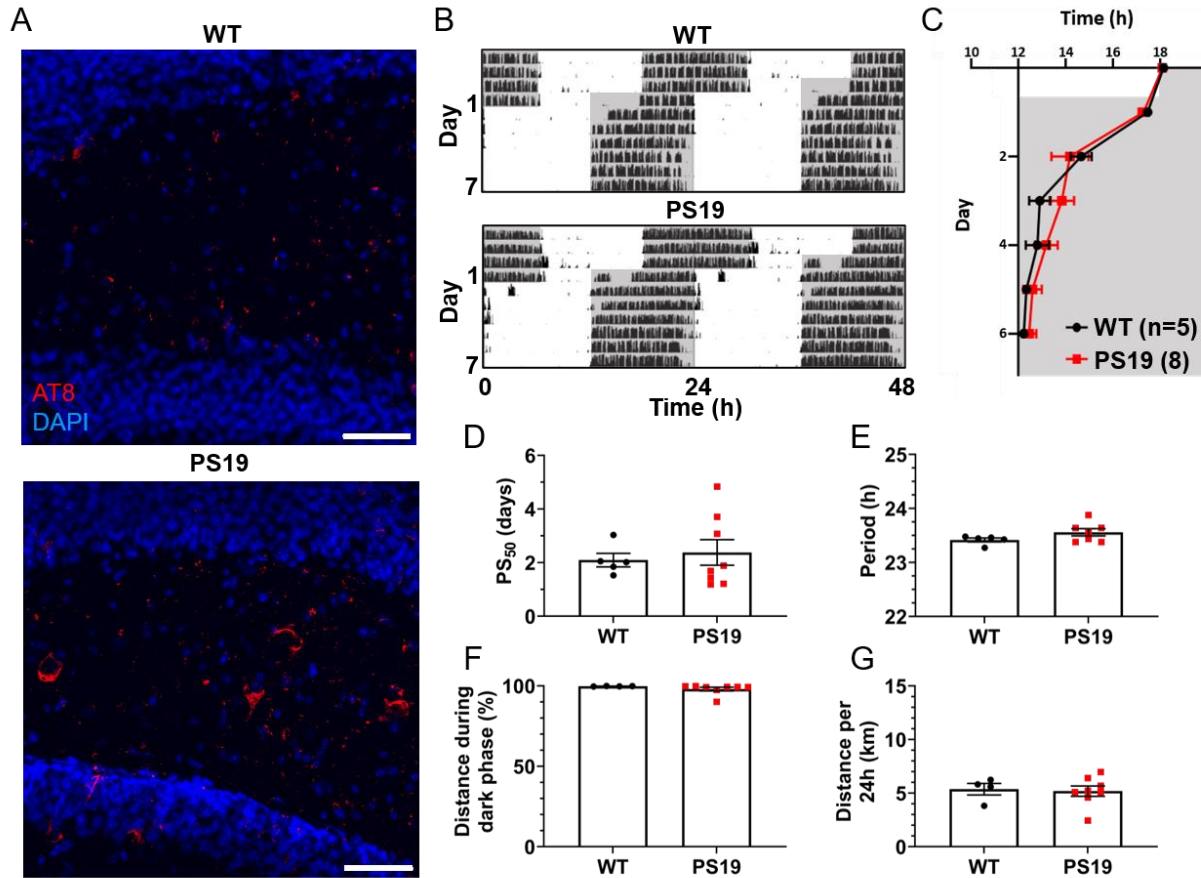 A
WT
AT8
DAPI
PS19
B
WT
Day
1
7
PS19
Day
1
7
0 24 48
Time (h)
C
Time (h)
10 12 14 16 18
Day
2
4
6
WT (n=5)
PS19 (8)
D
PS50 (days)
6
4
2
0
WT PS19
E
Period (h)
25
24
23
22
WT PS19
F
Distance during
dark phase (%)
100
50
0
WT PS19
G
Distance per
24h (km)
15
10
5
0
WT PS19